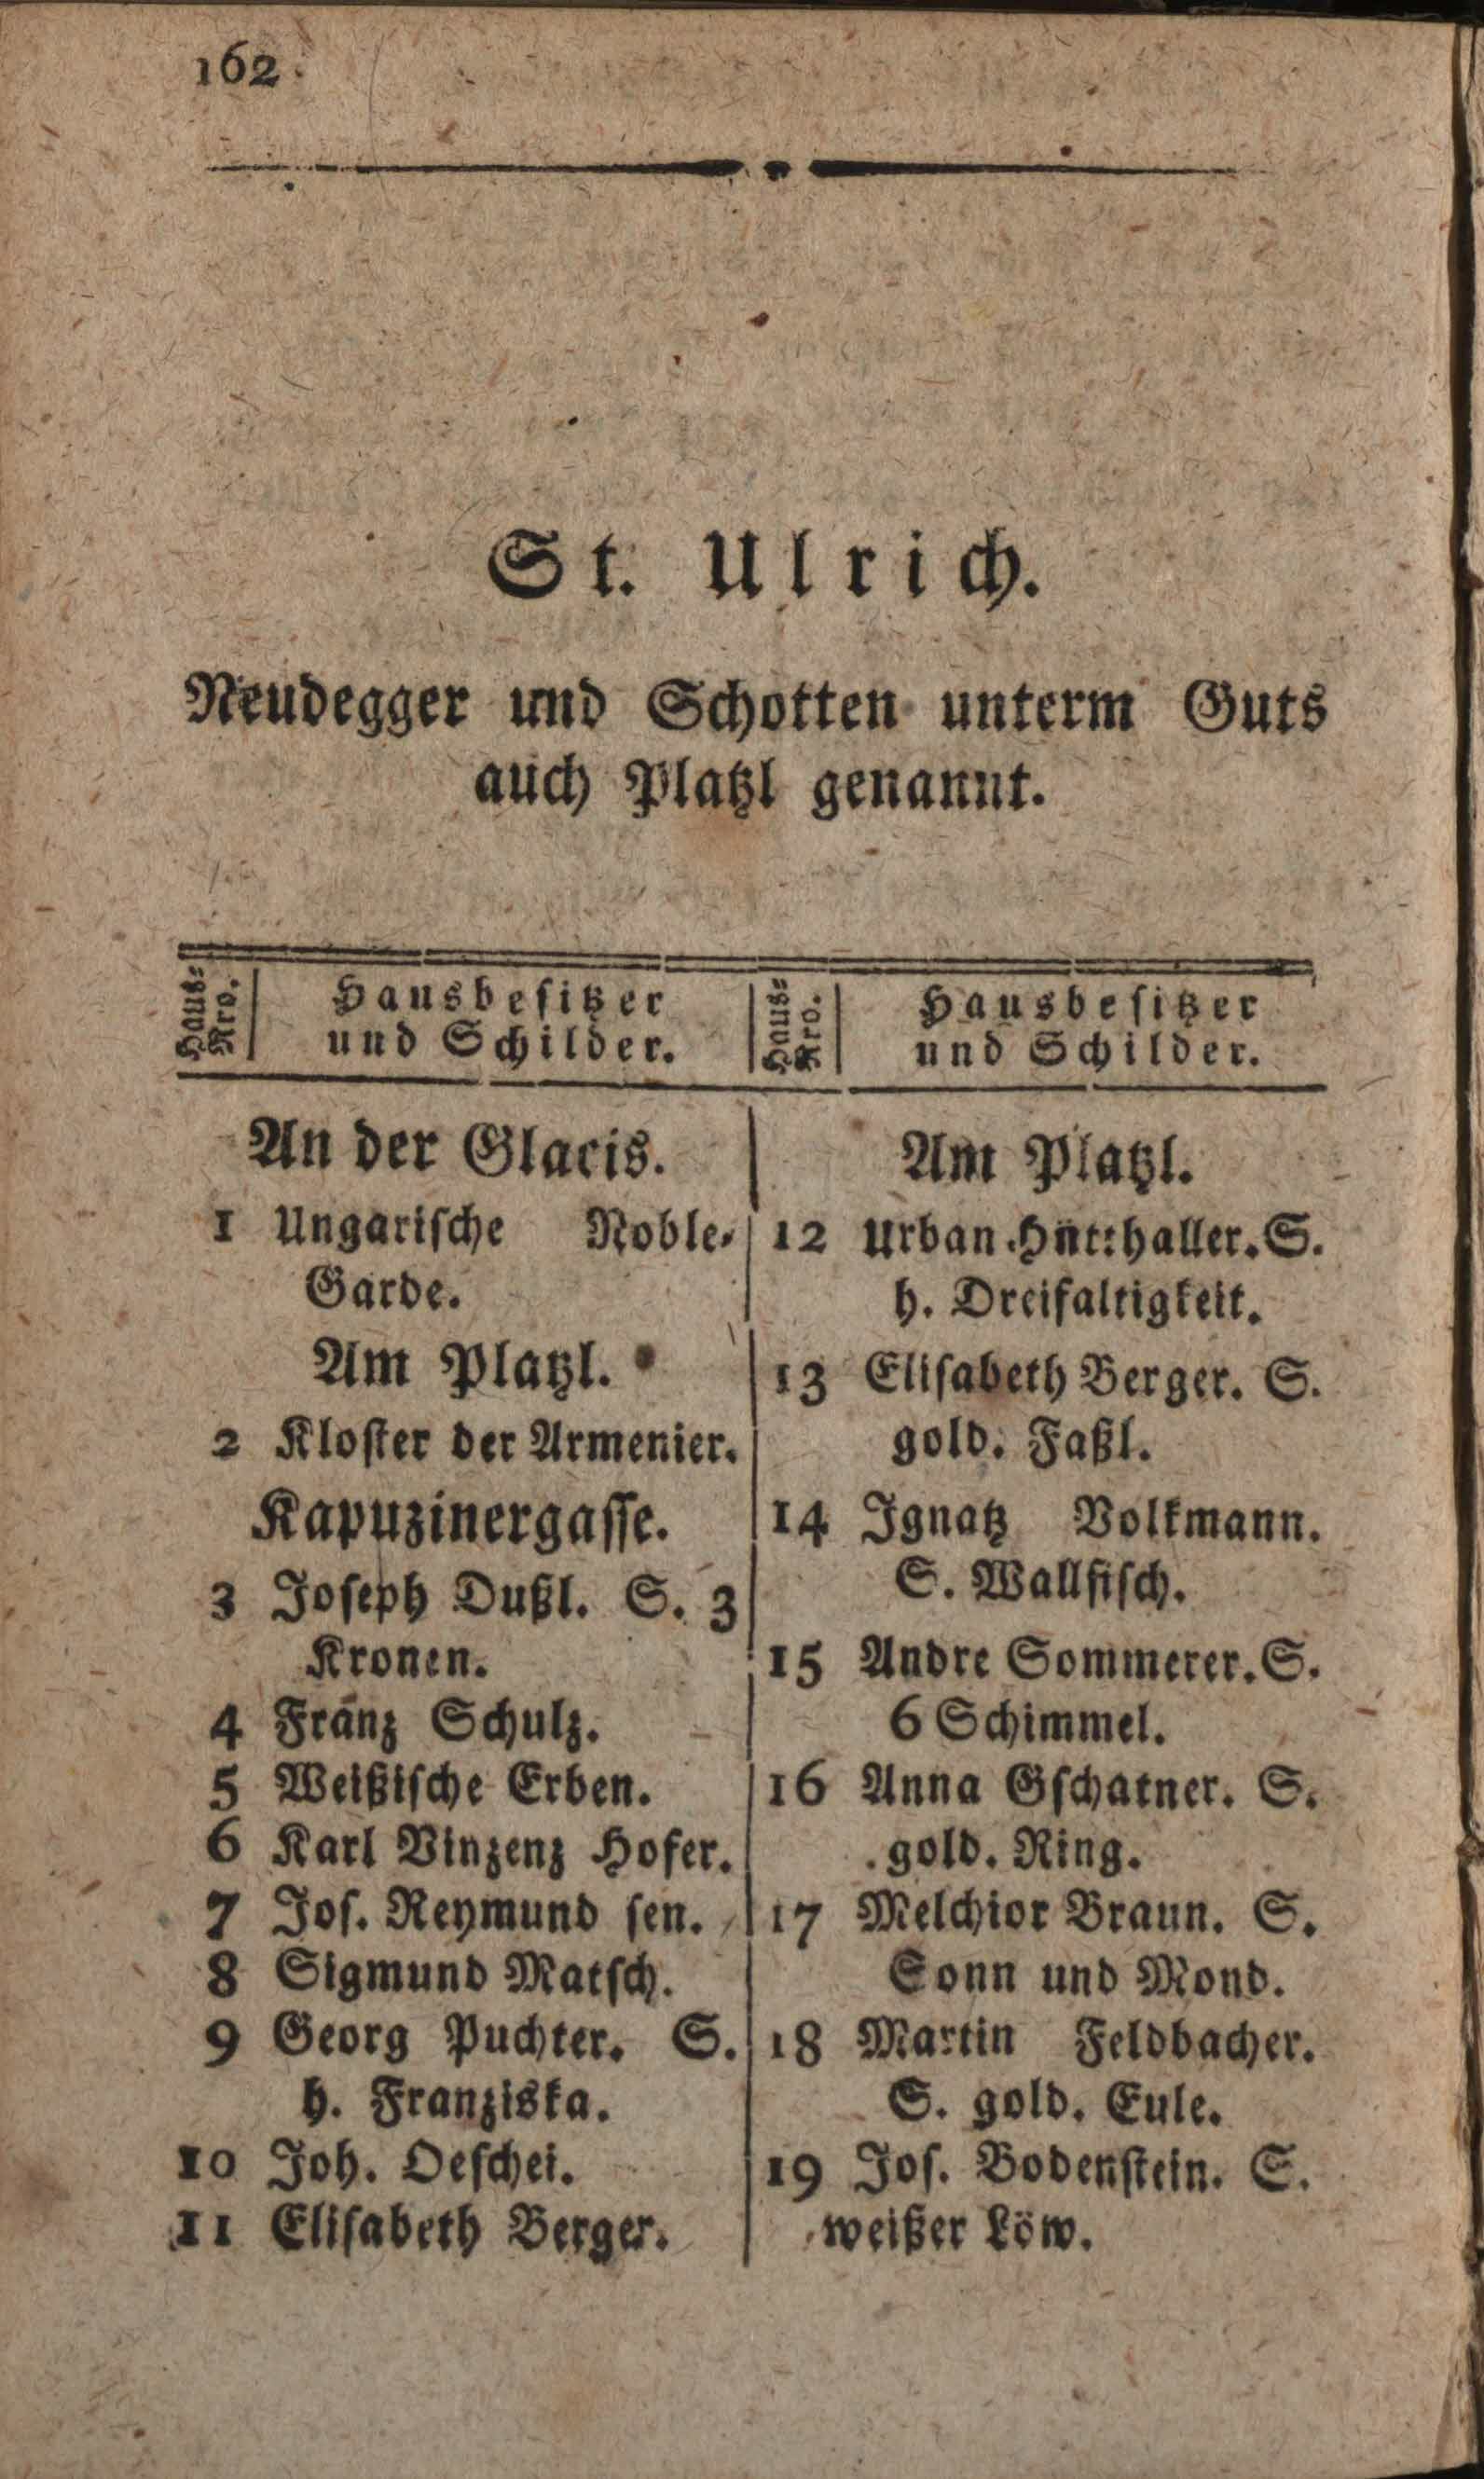 162
St. Ulrich.
Neudegger und Schotten unterm Guts
auch Platzl genannt.
Haus-
Nro.
Hausbesitzer
und Schilder.
An der Glacis.
1 Ungarische Noble-
Garde.
Am Platzl.
2 Kloster der Armenier.
Kapuzinergasse.
3 Joseph Dußl. S. 3
Kronen.
4 Franz Schulz.
5 Weißische Erben.
6 Karl Vinzenz Hofer.
7 Jos. Reymund sen.
8 Sigmund Matsch.
9 Georg Puchter. S.
h. Franziska.
10 Joh. Oeschei.
11 Elisabeth Berger.
Haus-
Nro.
Hausbesitzer
und Schilder.
Am Platzl.
12 Urban S.
h. Dreifaltigkeit.
13 Elisabeth Berger. S.
gold. Faßl.
14 Ignatz Volkmann.
S. Wallfisch.
15 Andre Sommerer. S.
6 Schimmel.
16 Anna Gschatner. S.
gold. Ring.
17 Melchior Braun. S.
Sonn und Mond.
18 Martin Feldbacher.
S. gold. Eule.
19 Jos. Bodenstein. S.
weißer Löw.